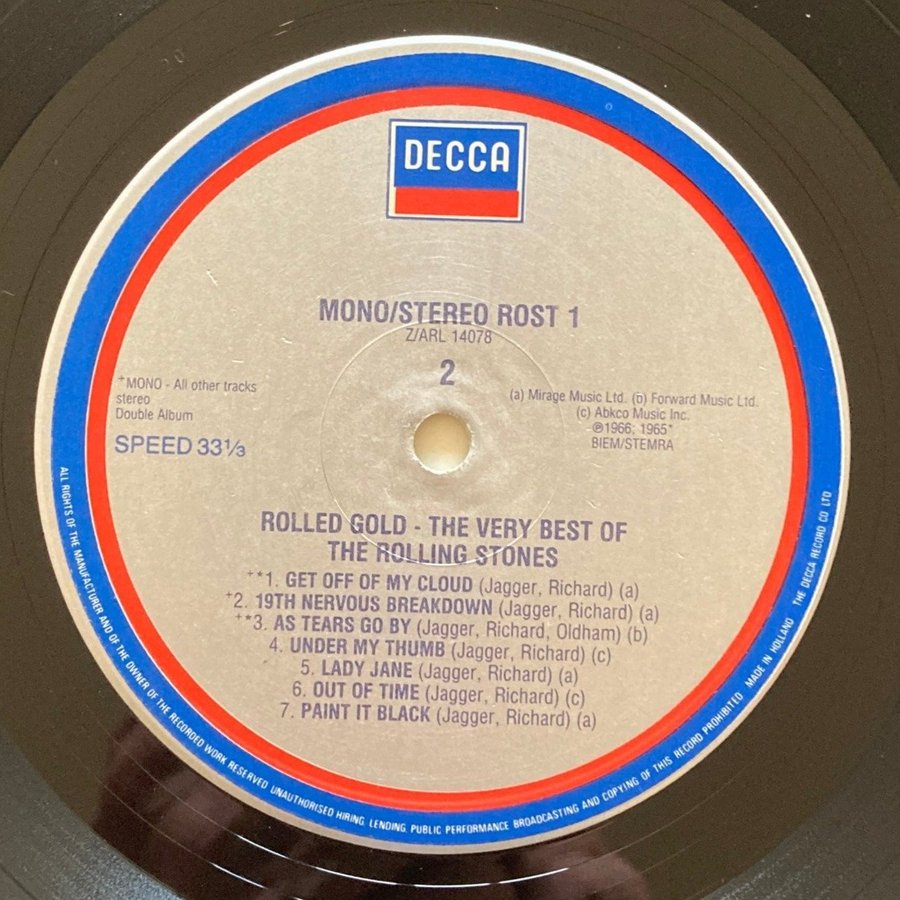 DECCA
MONO/STEREO ROST 1
Z/ARL 14078
2
+MONO - All other tracks
stereo
Double Album
SPEED 33⅓
(a) Mirage Music Ltd. (b) Forward Music Ltd.
(c) Abkco Music Inc.
℗1966; 1965*
BIEM/STEMRA
ROLLED GOLD - THE VERY BEST OF
THE ROLLING STONES
+*1. GET OFF OF MY CLOUD (Jagger, Richard) (a)
+2. 19TH NERVOUS BREAKDOWN (Jagger, Richard) (a)
+*3. AS TEARS GO BY (Jagger, Richard, Oldham) (b)
4. UNDER MY THUMB (Jagger, Richard) (c)
5. LADY JANE (Jagger, Richard) (a)
6. OUT OF TIME (Jagger, Richard) (c)
7. PAINT IT BLACK (Jagger, Richard) (a)
ALL RIGHTS OF THE MANUFACTURER AND OF THE OWNER OF THE RECORDED WORK RESERVED UNAUTHORISED HIRING. LENDING. PUBLIC PERFORMANCE BROADCASTING AND COPYING OF THIS RECORD PROHIBITED MADE IN HOLLAND THE DECCA RECORD CO LTD